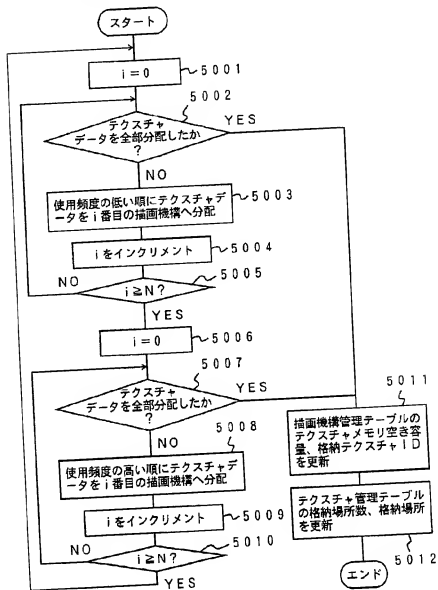 スタート
i=0
5001
5002
テクスチャ
データを全部分配したか
?
YES
NO
5003
使用頻度の低い順にテクスチャデ
ータをi番目の描画機構へ分配
5004
iをインクリメント
5005
NO
i≧N?
YES
5006
i=0
5007
テクスチャ
データを全部分配したか
?
YES
NO
5008
使用頻度の高い順にテクスチャデ
ータをi番目の描画機構へ分配
iをインクリメント
5009
5010
NO
i≧N?
YES
5011
描画機構管理テーブルの
テクスチャメモリ空き容
量、格納テクスチャID
を更新
テクスチャ管理テーブル
の格納場所数、格納場所
を更新
5012
エンド